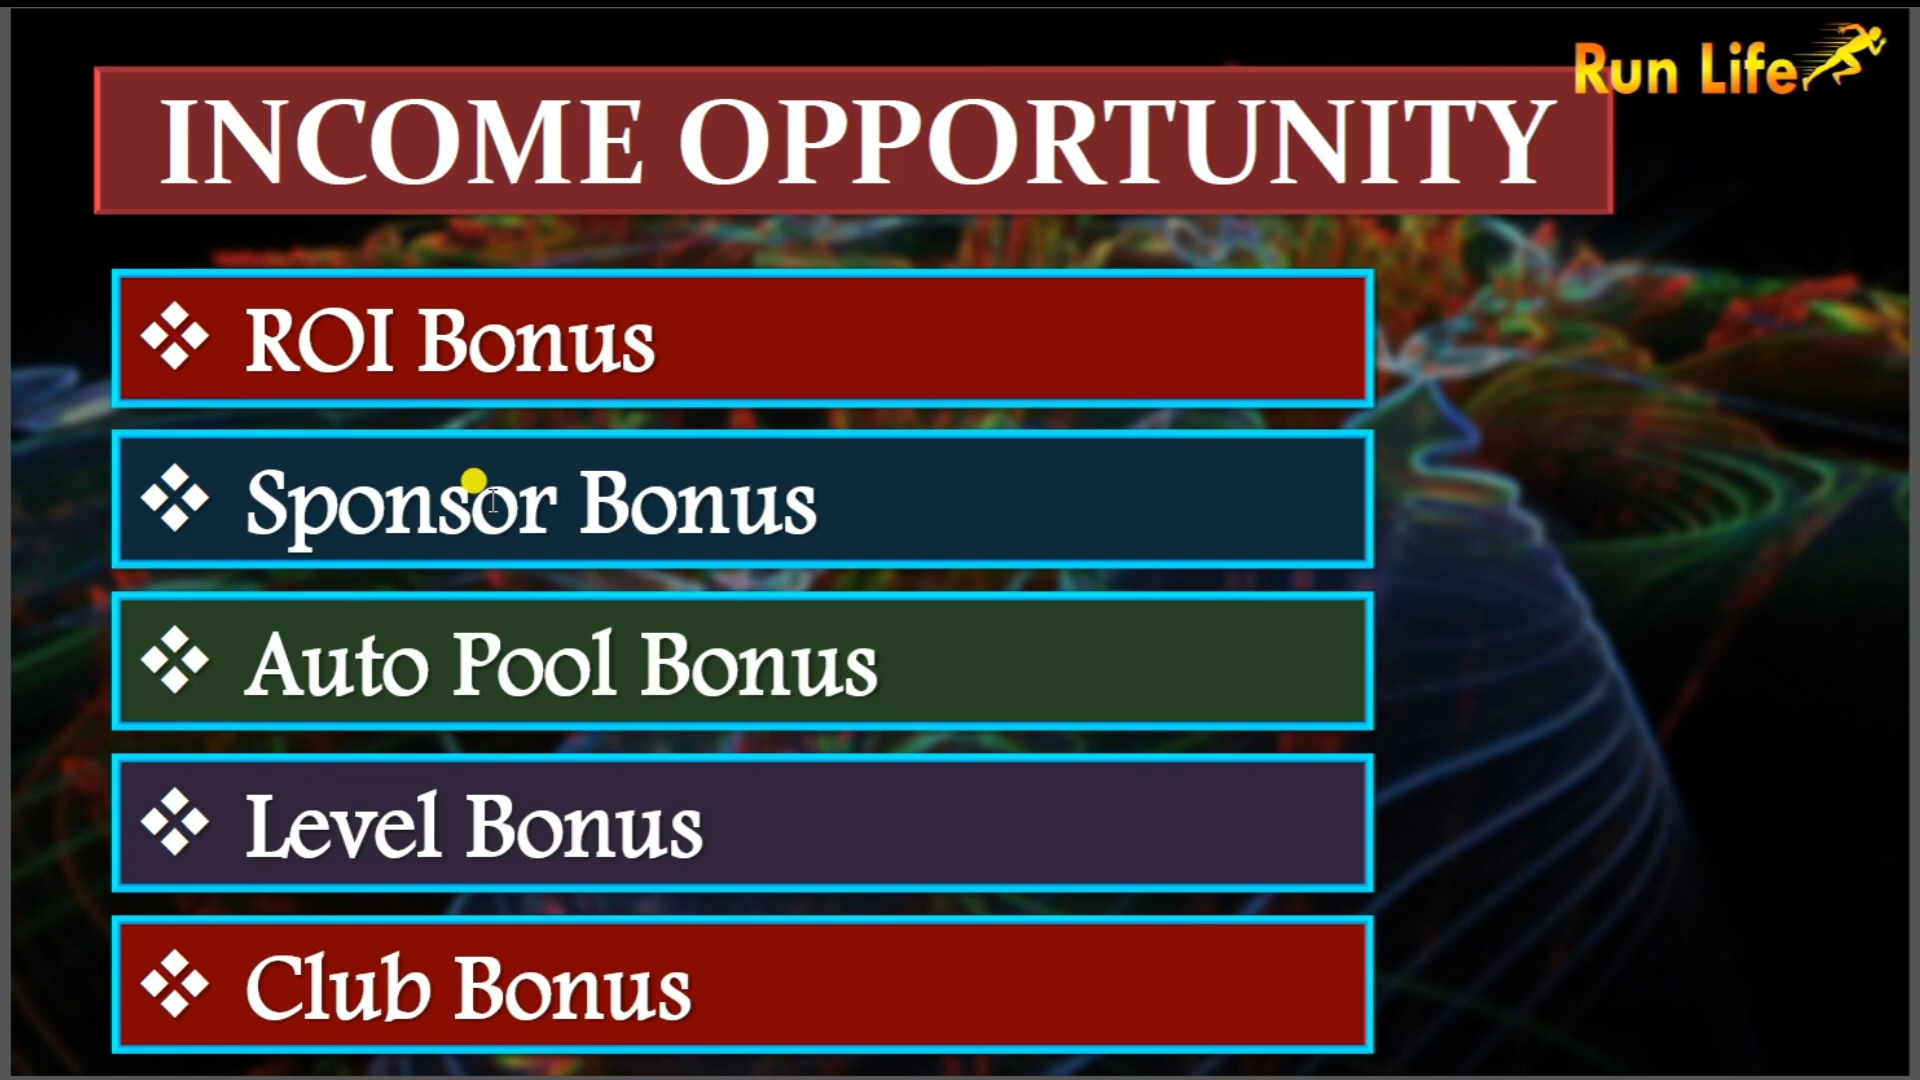 Run Life
INCOME OPPORTUNITY
❖ ROI Bonus
❖ Sponsor Bonus
❖ Auto Pool Bonus
❖ Level Bonus
❖ Club Bonus